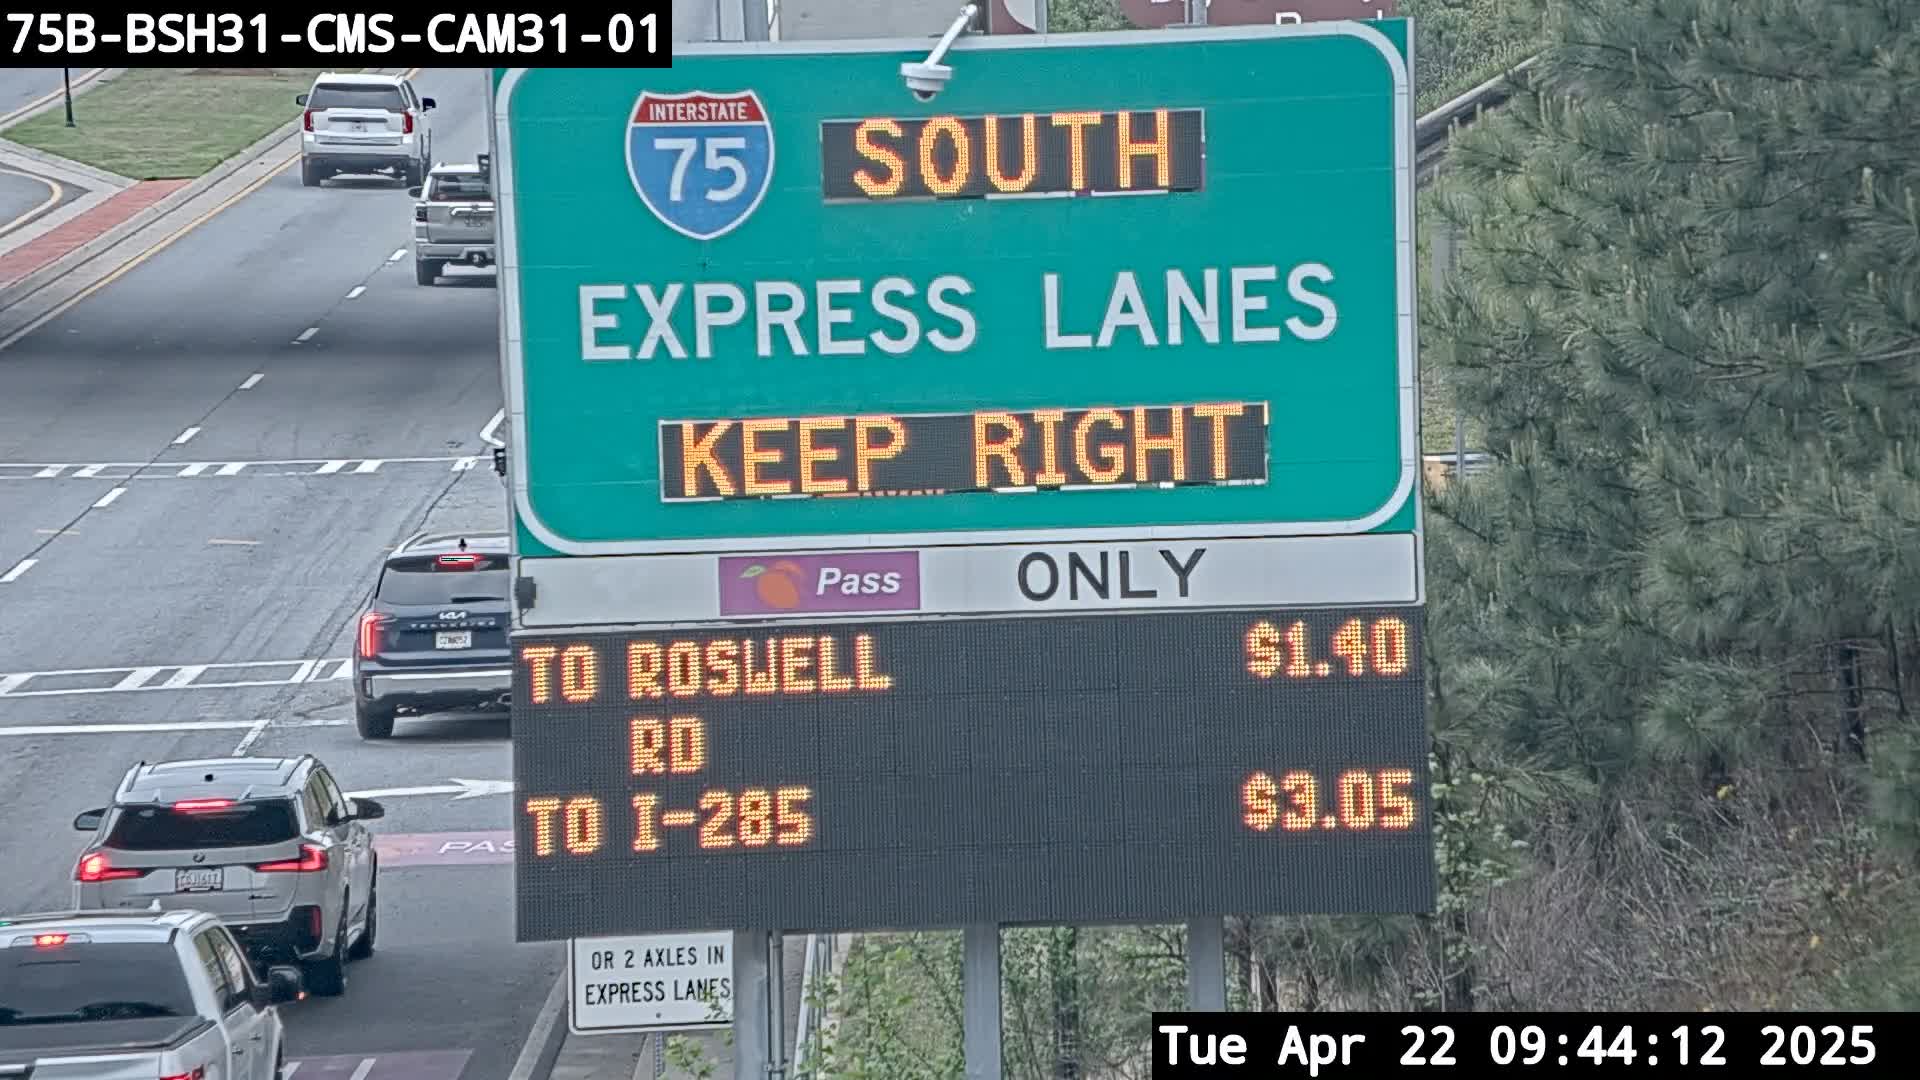 75B-BSH31-CMS-CAM31-01
INTERSTATE
75
SOUTH
EXPRESS LANES
KEEP RIGHT
Pass ONLY
TO ROSWELL $1.40
RD
TO I-285 $3.05
OR 2 AXLES IN
EXPRESS LANES
KIA
Tue Apr 22 09:44:12 2025